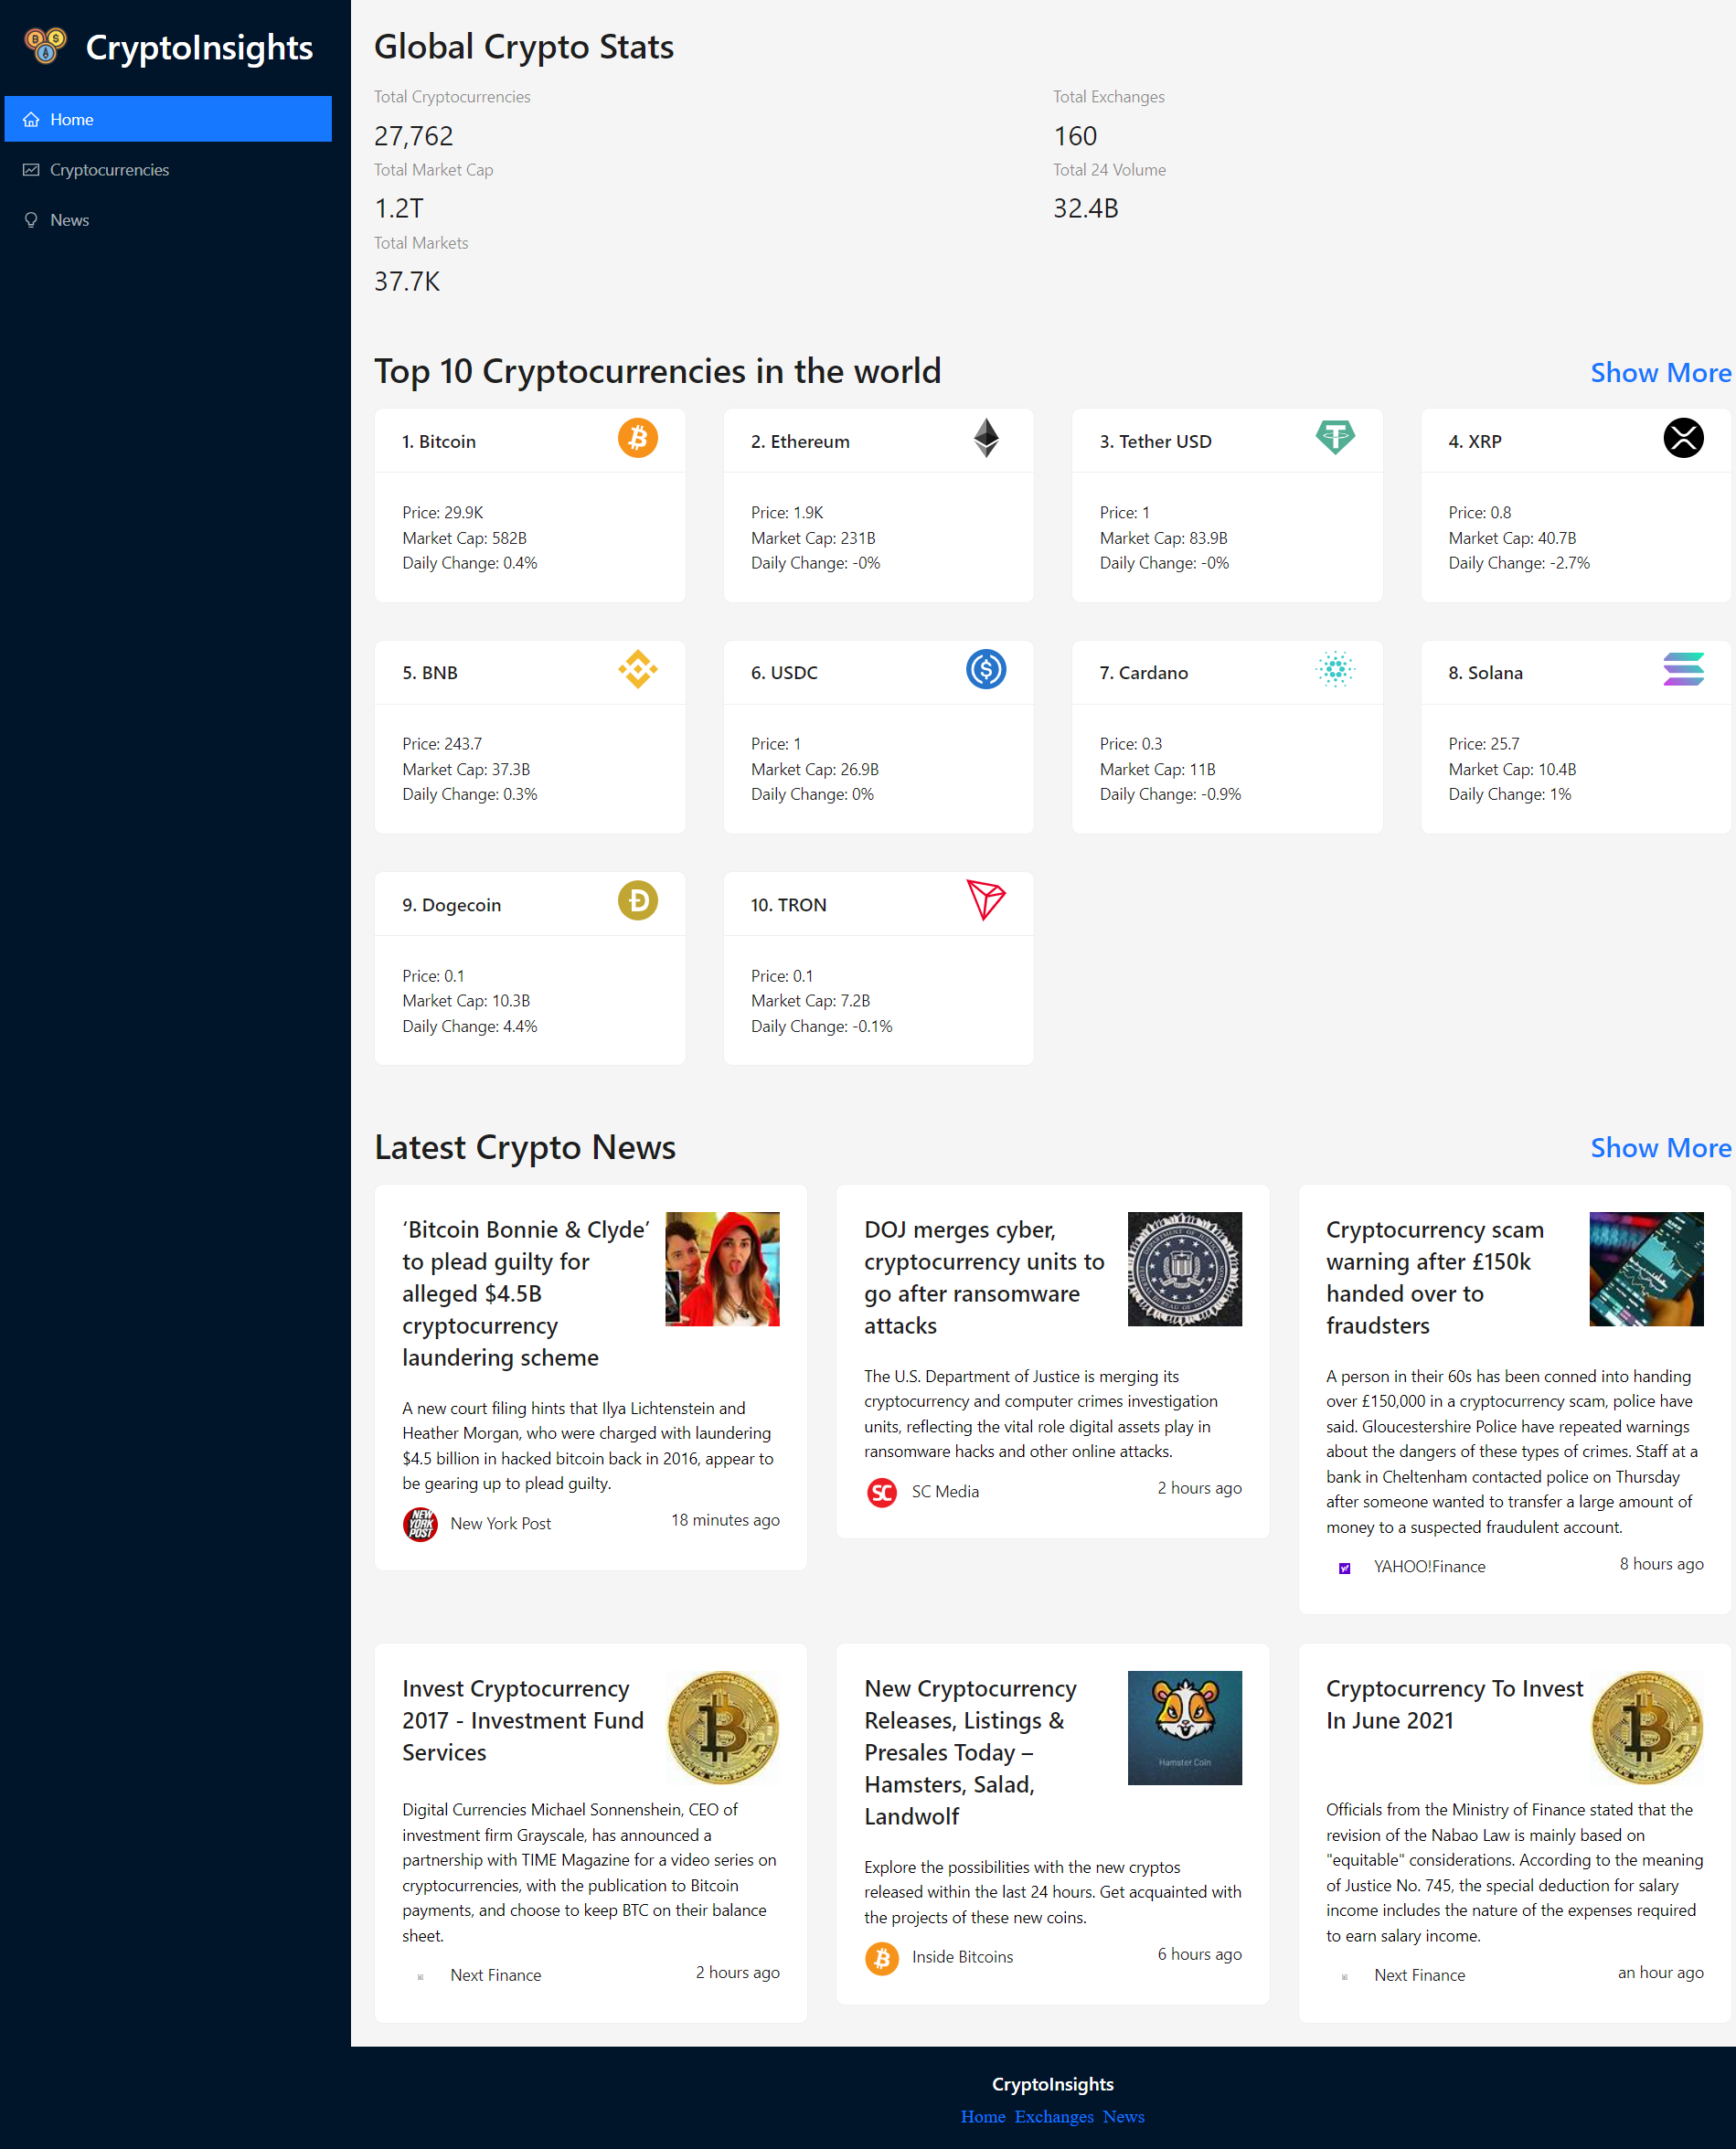 CryptoInsights
Home
Cryptocurrencies
News
Global Crypto Stats
Total Cryptocurrencies
27,762
Total Exchanges
160
Total Market Cap
1.2T
Total 24 Volume
32.4B
Total Markets
37.7K
Top 10 Cryptocurrencies in the world
Show More
1. Bitcoin
Price: 29.9K
Market Cap: 582B
Daily Change: 0.4%
2. Ethereum
Price: 1.9K
Market Cap: 231B
Daily Change: -0%
3. Tether USD
Price: 1
Market Cap: 83.9B
Daily Change: -0%
4. XRP
Price: 0.8
Market Cap: 40.7B
Daily Change: -2.7%
5. BNB
Price: 243.7
Market Cap: 37.3B
Daily Change: 0.3%
6. USDC
Price: 1
Market Cap: 26.9B
Daily Change: 0%
7. Cardano
Price: 0.3
Market Cap: 11B
Daily Change: -0.9%
8. Solana
Price: 25.7
Market Cap: 10.4B
Daily Change: 1%
9. Dogecoin
Price: 0.1
Market Cap: 10.3B
Daily Change: 4.4%
10. TRON
Price: 0.1
Market Cap: 7.2B
Daily Change: -0.1%
Latest Crypto News
Show More
‘Bitcoin Bonnie & Clyde’
to plead guilty for
alleged $4.5B
cryptocurrency
laundering scheme
A new court filing hints that Ilya Lichtenstein and
Heather Morgan, who were charged with laundering
$4.5 billion in hacked bitcoin back in 2016, appear to
be gearing up to plead guilty.
NEW
YORK
POST
New York Post
18 minutes ago
DOJ merges cyber,
cryptocurrency units to
go after ransomware
attacks
The U.S. Department of Justice is merging its
cryptocurrency and computer crimes investigation
units, reflecting the vital role digital assets play in
ransomware hacks and other online attacks.
SC
SC Media
2 hours ago
Cryptocurrency scam
warning after £150k
handed over to
fraudsters
A person in their 60s has been conned into handing
over £150,000 in a cryptocurrency scam, police have
said. Gloucestershire Police have repeated warnings
about the dangers of these types of crimes. Staff at a
bank in Cheltenham contacted police on Thursday
after someone wanted to transfer a large amount of
money to a suspected fraudulent account.
YAHOO!Finance
8 hours ago
Invest Cryptocurrency
2017 - Investment Fund
Services
Digital Currencies Michael Sonnenshein, CEO of
investment firm Grayscale, has announced a
partnership with TIME Magazine for a video series on
cryptocurrencies, with the publication to Bitcoin
payments, and choose to keep BTC on their balance
sheet.
Next Finance
2 hours ago
New Cryptocurrency
Releases, Listings &
Presales Today –
Hamsters, Salad,
Landwolf
Hamster Coin
Explore the possibilities with the new cryptos
released within the last 24 hours. Get acquainted with
the projects of these new coins.
Inside Bitcoins
6 hours ago
Cryptocurrency To Invest
In June 2021
Officials from the Ministry of Finance stated that the
revision of the Nabao Law is mainly based on
"equitable" considerations. According to the meaning
of Justice No. 745, the special deduction for salary
income includes the nature of the expenses required
to earn salary income.
Next Finance
an hour ago
CryptoInsights
Home Exchanges News